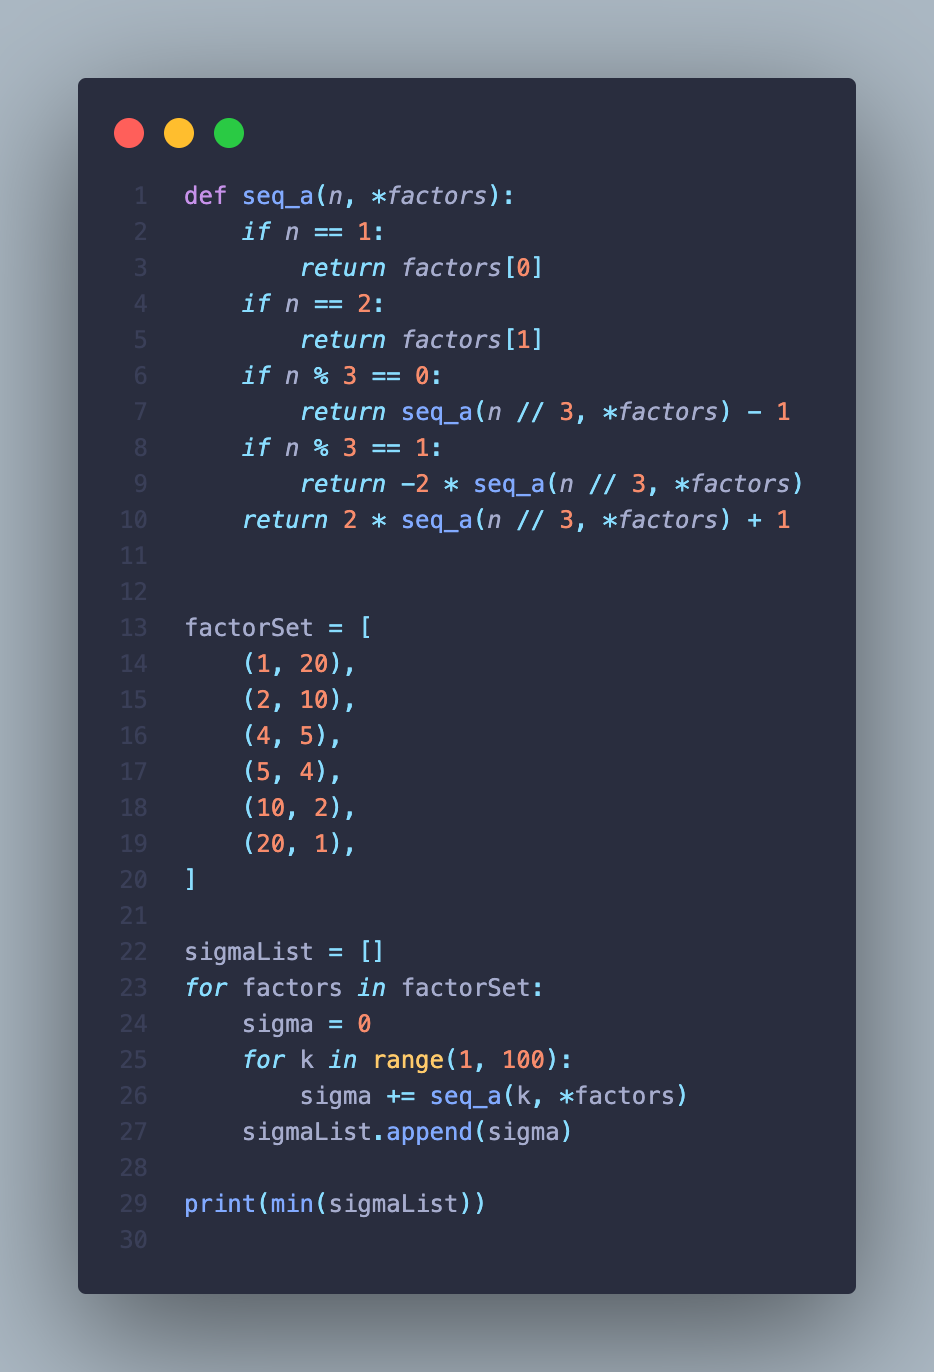 1 def seq_a(n, *factors):
2     if n == 1:
3         return factors[0]
4     if n == 2:
5         return factors[1]
6     if n % 3 == 0:
7         return seq_a(n // 3, *factors) - 1
8     if n % 3 == 1:
9         return -2 * seq_a(n // 3, *factors)
10     return 2 * seq_a(n // 3, *factors) + 1
11
12
13 factorSet = [
14     (1, 20),
15     (2, 10),
16     (4, 5),
17     (5, 4),
18     (10, 2),
19     (20, 1),
20 ]
21
22 sigmaList = []
23 for factors in factorSet:
24     sigma = 0
25     for k in range(1, 100):
26         sigma += seq_a(k, *factors)
27     sigmaList.append(sigma)
28
29 print(min(sigmaList))
30